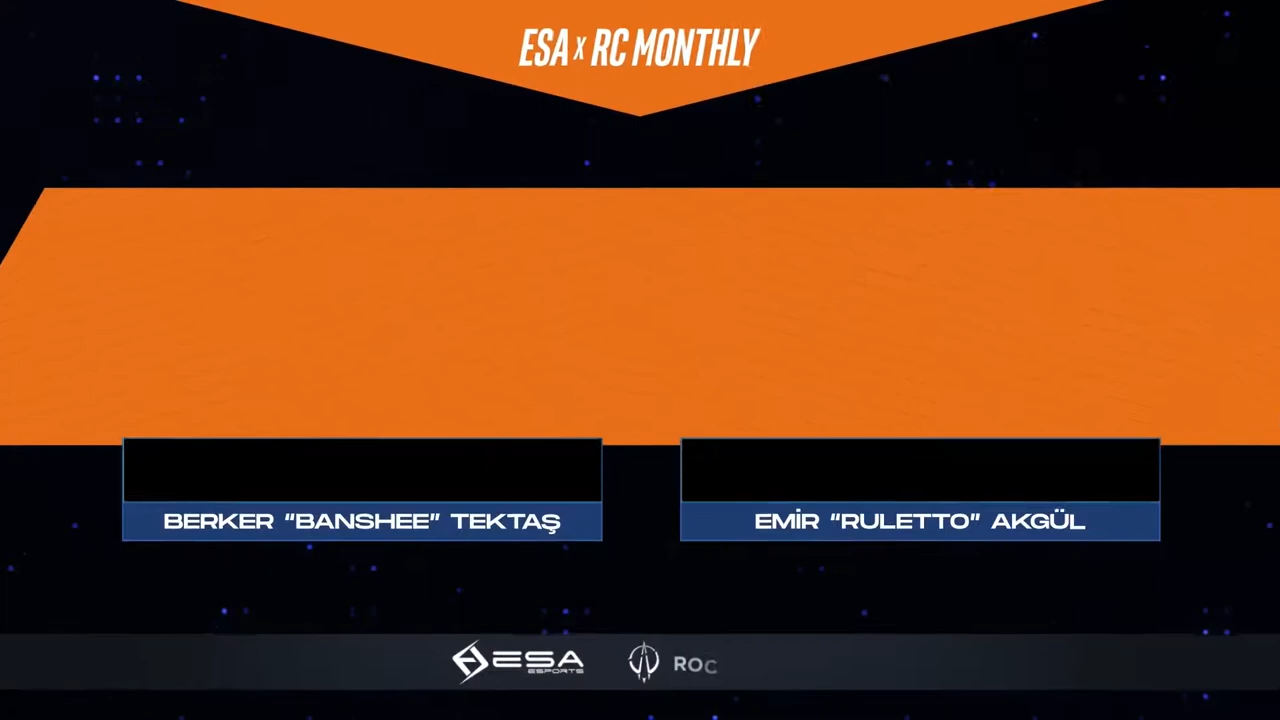 ESA x RC MONTHLY
BERKER “BANSHEE” TEKTAŞ
EMİR “RULETTO” AKGÜL
ESA
ESPORTS
ROC